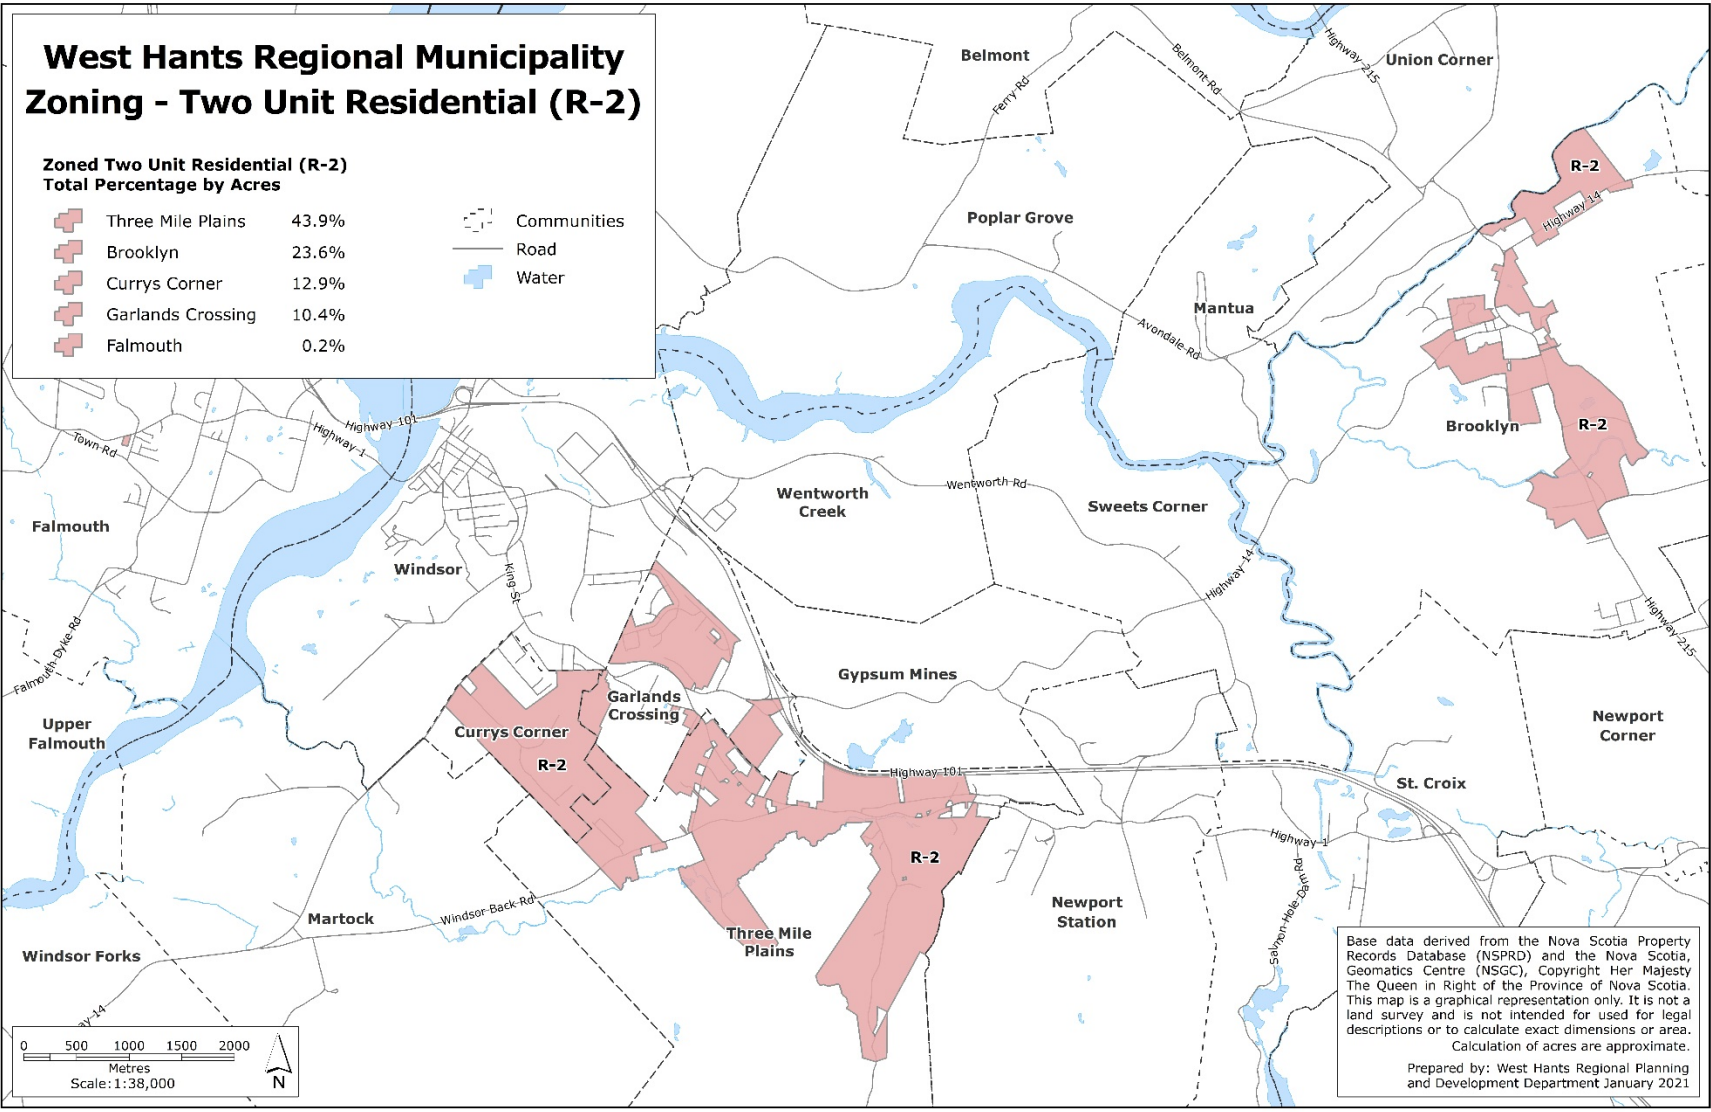 West Hants Regional Municipality
Zoning - Two Unit Residential (R-2)
Zoned Two Unit Residential (R-2)
Total Percentage by Acres
Three Mile Plains 43.9%
Brooklyn 23.6%
Currys Corner 12.9%
Garlands Crossing 10.4%
Falmouth 0.2%
Communities
Road
Water
Belmont
Ferry Rd
Belmont Rd
Highway 215
Union Corner
R-2
Highway 14
Poplar Grove
Mantua
Avondale Rd
Highway 101
Highway 1
Town Rd
Brooklyn
R-2
Wentworth
Creek
Wentworth Rd
Sweets Corner
Falmouth
Windsor
King St
Highway 14
Highway 215
Falmouth Dyke Rd
Gypsum Mines
Garlands
Crossing
Upper
Falmouth
Currys Corner
R-2
Newport
Corner
Highway 101
St. Croix
Highway 1
R-2
Salmon Hole Dam Rd
Windsor Back Rd
Martock
Newport
Station
Three Mile
Plains
Windsor Forks
ay 14
0 500 1000 1500 2000
Metres
Scale:1:38,000
N
Base data derived from the Nova Scotia Property
Records Database (NSPRD) and the Nova Scotia,
Geomatics Centre (NSGC), Copyright Her Majesty
The Queen in Right of the Province of Nova Scotia.
This map is a graphical representation only. It is not a
land survey and is not intended for used for legal
descriptions or to calculate exact dimensions or area.
Calculation of acres are approximate.
Prepared by: West Hants Regional Planning
and Development Department January 2021